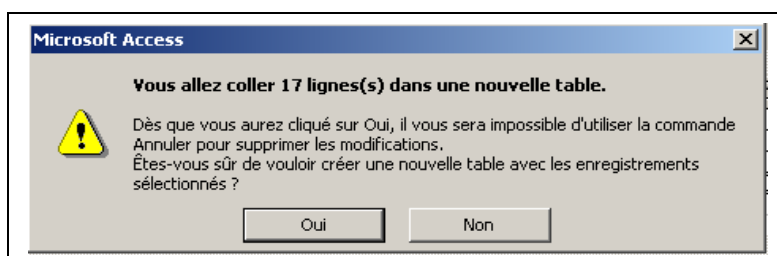 Microsoft Access
Vous allez coller 17 lignes(s) dans une nouvelle table.
Dès que vous aurez cliqué sur Oui, il vous sera impossible d'utiliser la commande
Annuler pour supprimer les modifications.
Êtes-vous sûr de vouloir créer une nouvelle table avec les enregistrements
sélectionnés ?
Oui
Non